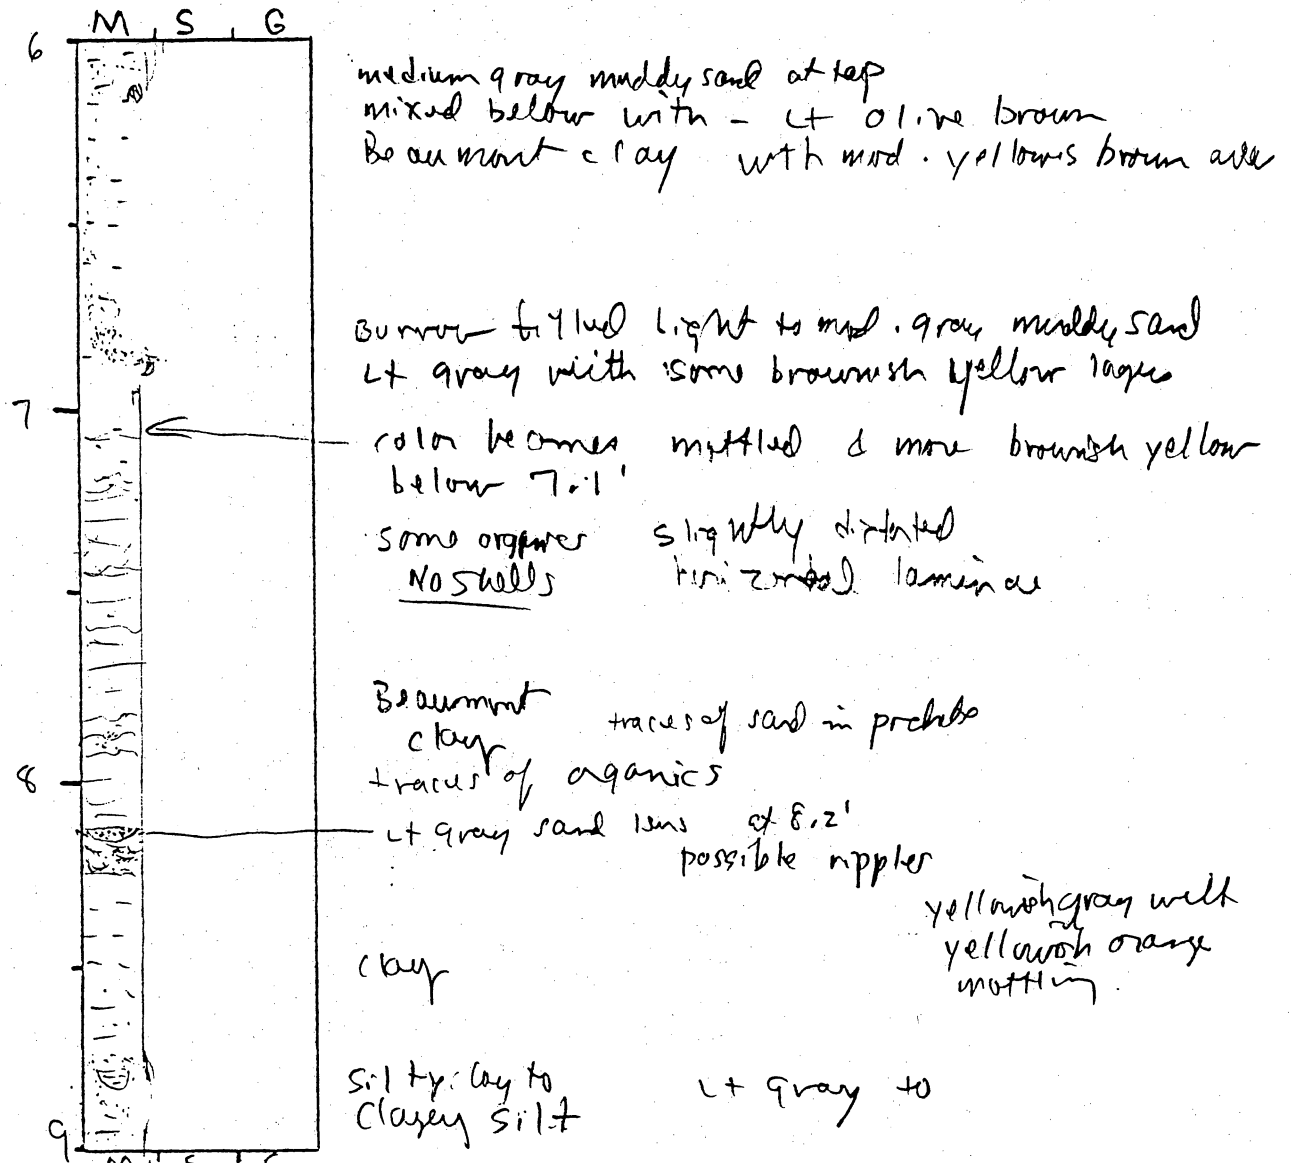 M S G
6
medium gray muddy sand at top
mixed below with - Lt olive brown
Beaumont clay with mod. yellows brown
Burrow filled light to med. gray muddy sand
Lt gray with some brownish yellow layers
7
color becomes mottled & more brownish yellow
below 7.1'
some organics slightly distorted
No shells horizontal laminae
Beaumont
clay traces of sand in
8
traces of organics
Lt gray sand lens at 8.2'
possible ripples
yellowish gray with
yellowish orange
mottling.
clay
silty clay to Lt gray to
clayey silt
9
M S G